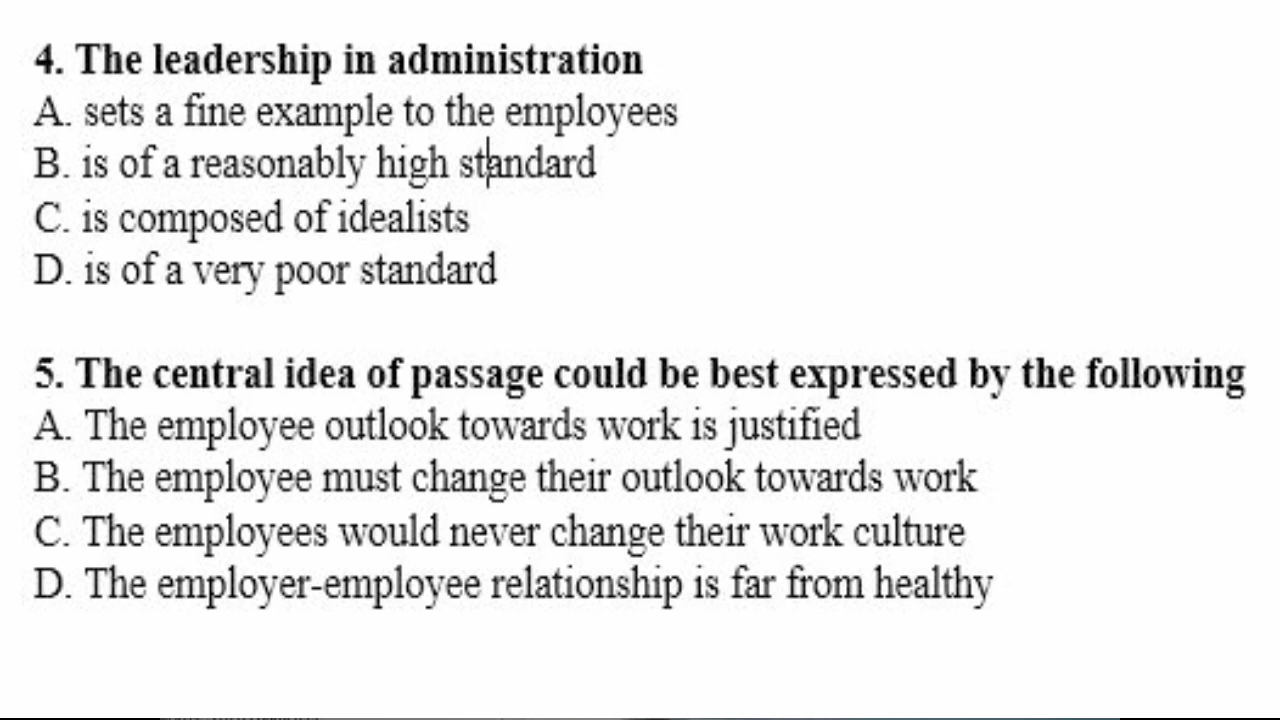 4. The leadership in administration
A. sets a fine example to the employees
B. is of a reasonably high standard
C. is composed of idealists
D. is of a very poor standard
5. The central idea of passage could be best expressed by the following
A. The employee outlook towards work is justified
B. The employee must change their outlook towards work
C. The employees would never change their work culture
D. The employer-employee relationship is far from healthy